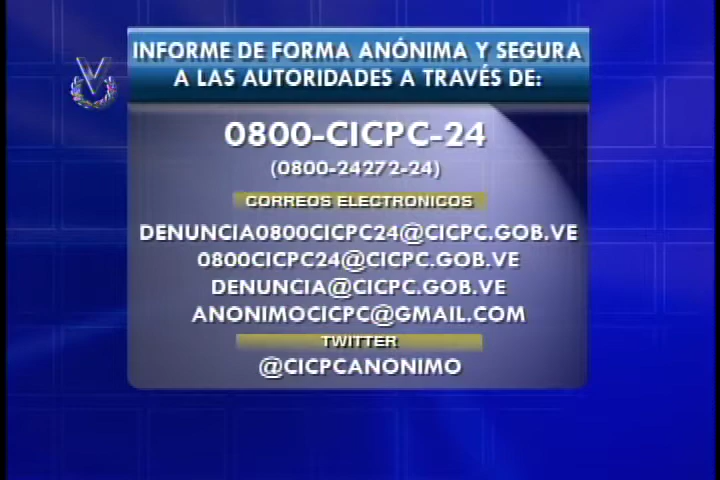 INFORME DE FORMA ANÓNIMA Y SEGURA
A LAS AUTORIDADES A TRAVÉS DE:
0800-CICPC-24
(0800-24272-24)
CORREOS ELECTRONICOS
DENUNCIA0800CICPC24@CICPC.GOB.VE
0800CICPC24@CICPC.GOB.VE
DENUNCIA@CICPC.GOB.VE
ANONIMOCICPC@GMAIL.COM
TWITTER
@CICPCANONIMO